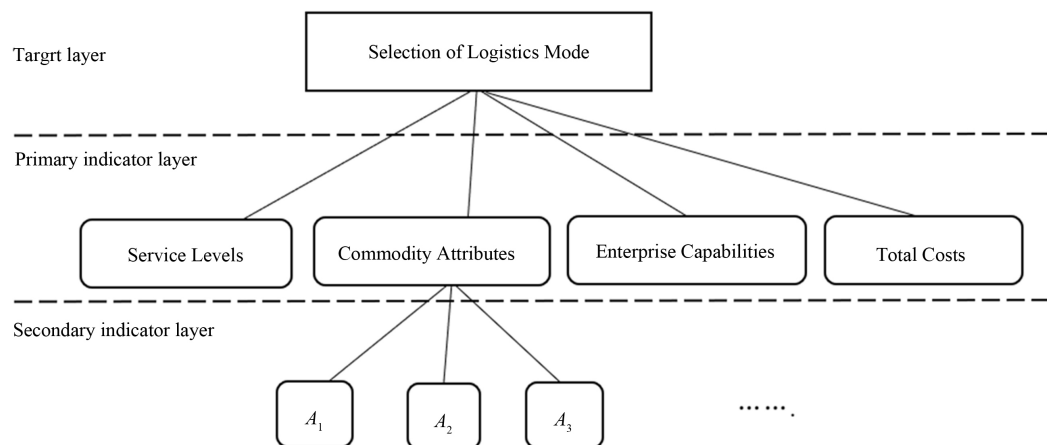 Targrt layer
Selection of Logistics Mode
Primary indicator layer
Service Levels
Commodity Attributes
Enterprise Capabilities
Total Costs
Secondary indicator layer
A₁
A₂
A₃
…….